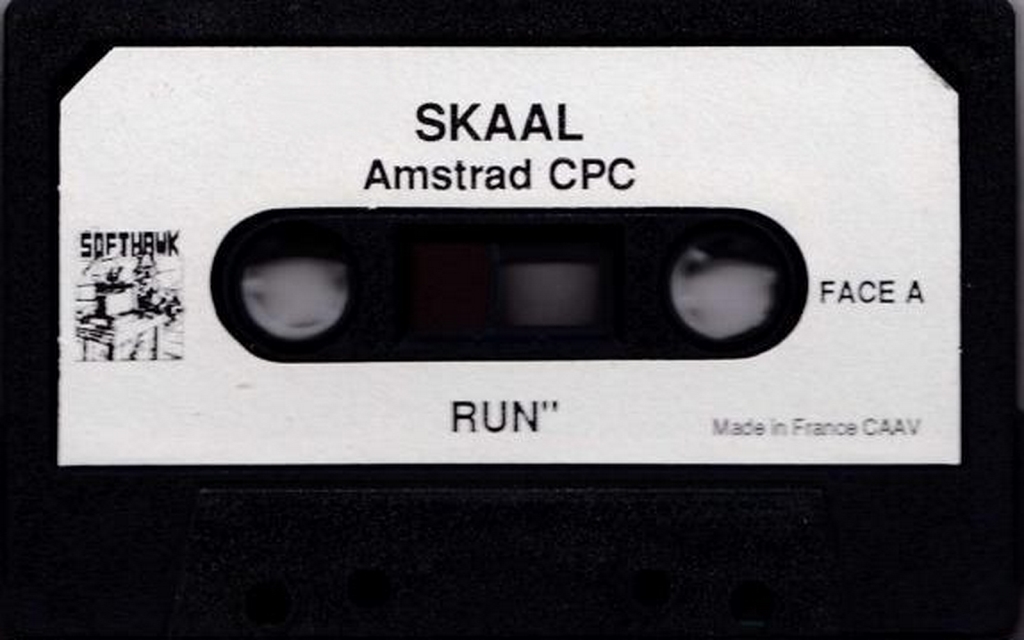 SKAAL
Amstrad CPC
SOFTHAWK
FACE A
RUN"
Made in France CAAV